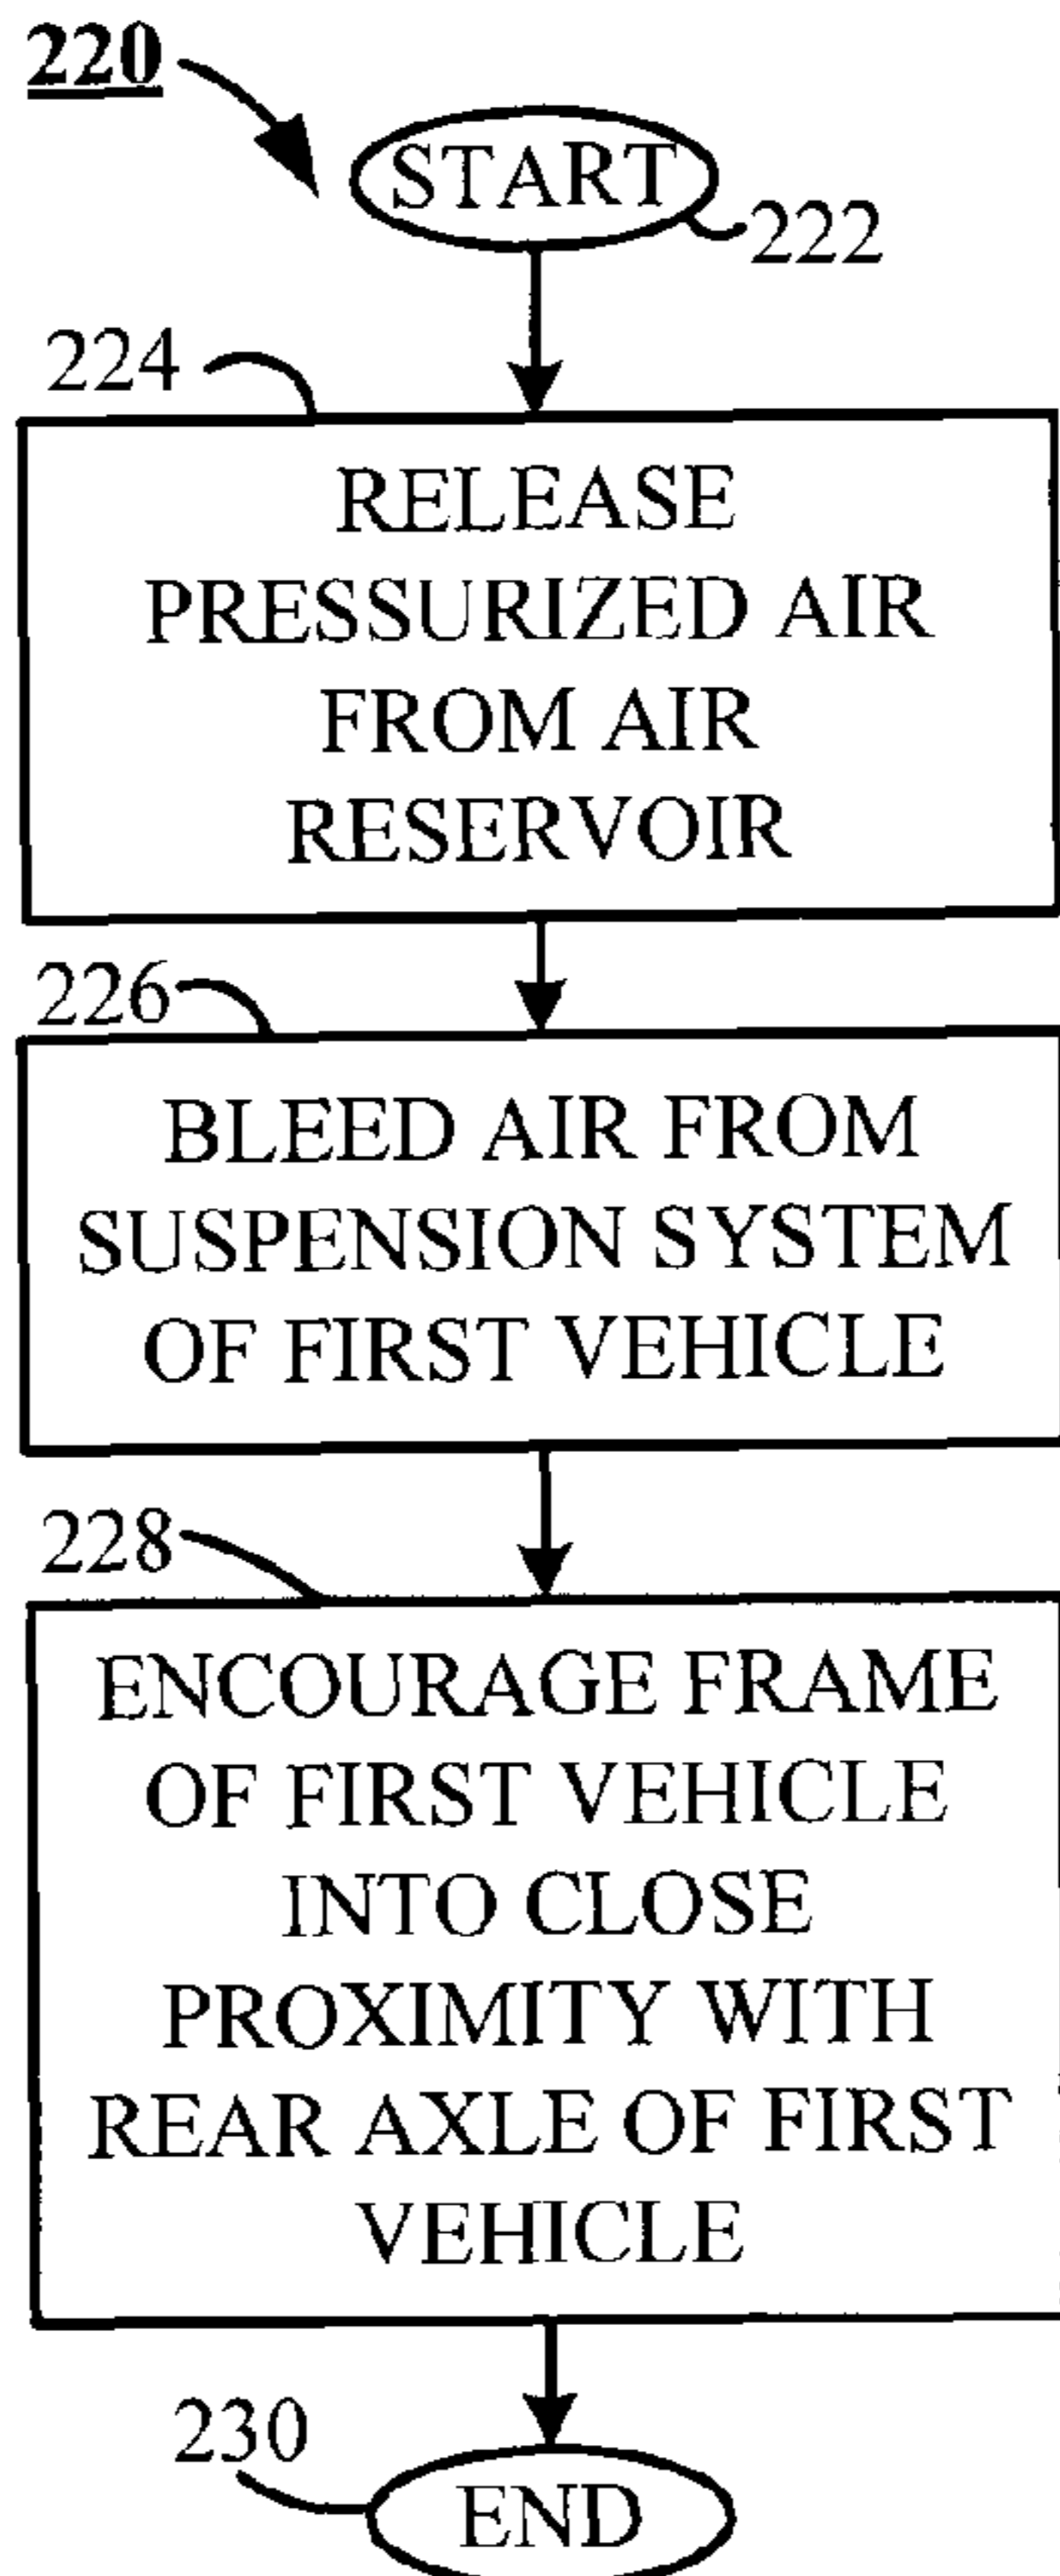 220
START
222
224
RELEASE
PRESSURIZED AIR
FROM AIR
RESERVOIR
226
BLEED AIR FROM
SUSPENSION SYSTEM
OF FIRST VEHICLE
228
ENCOURAGE FRAME
OF FIRST VEHICLE
INTO CLOSE
PROXIMITY WITH
REAR AXLE OF FIRST
VEHICLE
230
END